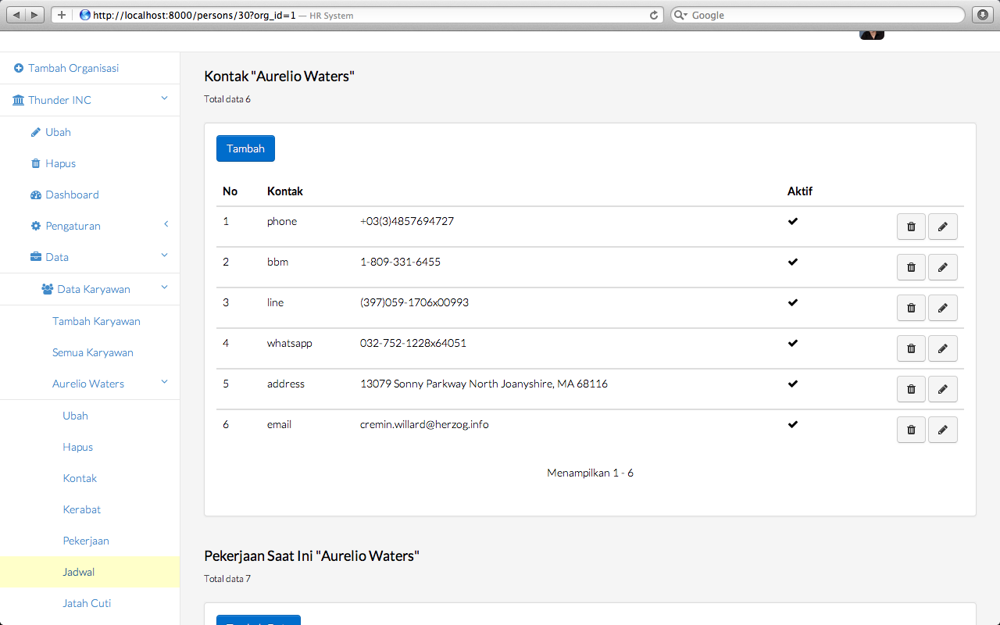 http://localhost:8000/persons/30?org_id=1 — HR System
Google
Tambah Organisasi
Thunder INC
Ubah
Hapus
Dashboard
Pengaturan
Data
Data Karyawan
Tambah Karyawan
Semua Karyawan
Aurelio Waters
Ubah
Hapus
Kontak
Kerabat
Pekerjaan
Jadwal
Jatah Cuti
Kontak "Aurelio Waters"
Total data 6
Tambah
No Kontak Aktif
1 phone +03(3)4857694727
2 bbm 1-809-331-6455
3 line (397)059-1706x00993
4 whatsapp 032-752-1228x64051
5 address 13079 Sonny Parkway North Joanyshire, MA 68116
6 email cremin.willard@herzog.info
Menampilkan 1 - 6
Pekerjaan Saat Ini "Aurelio Waters"
Total data 7